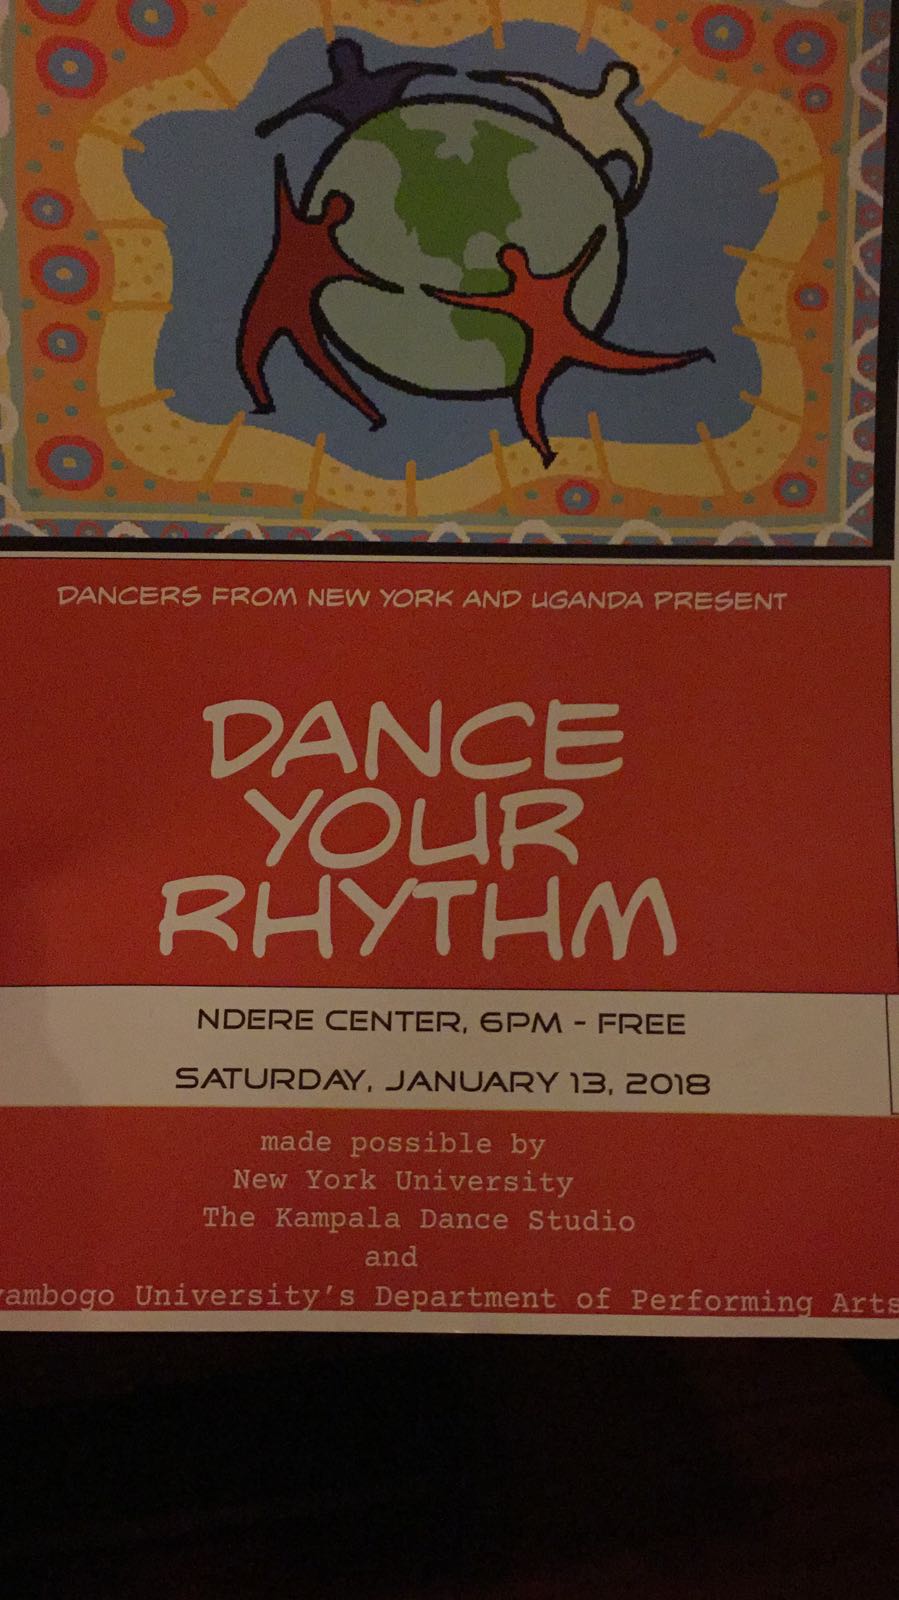 DANCERS FROM NEW YORK AND UGANDA PRESENT
DANCE
YOUR
RHYTHM
NDERE CENTER, 6PM - FREE
SATURDAY, JANUARY 13, 2018
made possible by
New York University
The Kampala Dance Studio
and
yambogo University's Department of Performing Arts